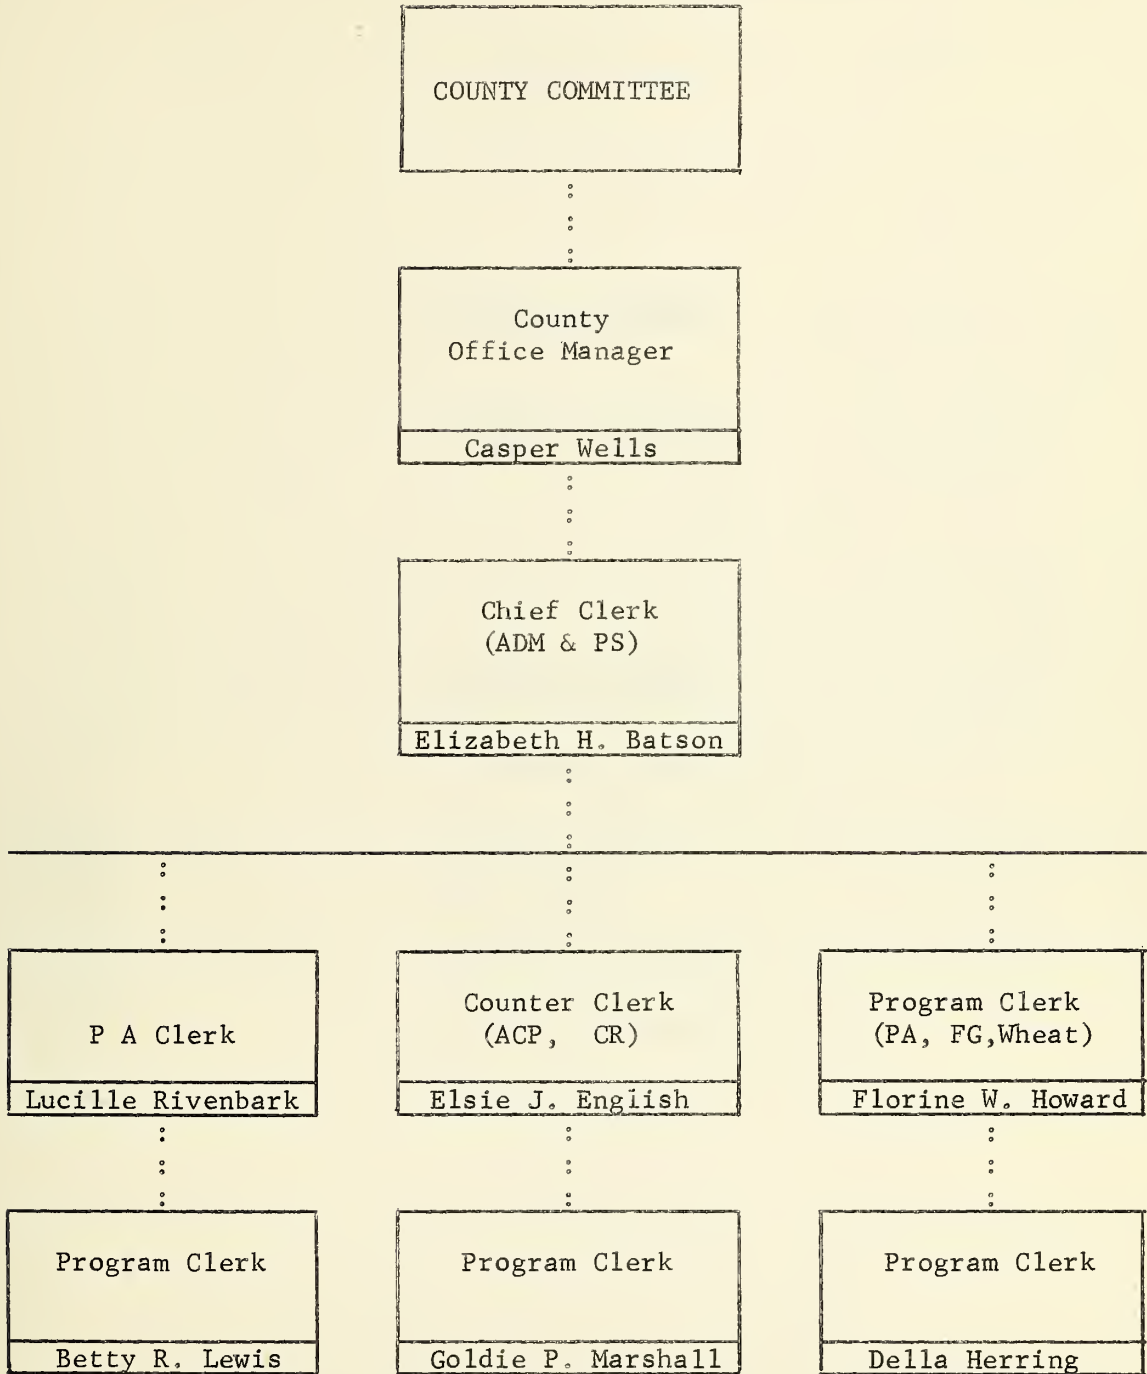 COUNTY COMMITTEE
County
Office Manager
Casper Wells
Chief Clerk
(ADM & PS)
Elizabeth H. Batson
P A Clerk
Lucille Rivenbark
Counter Clerk
(ACP, CR)
Elsie J. English
Program Clerk
(PA, FG,Wheat)
Florine W. Howard
Program Clerk
Betty R. Lewis
Program Clerk
Goldie P. Marshall
Program Clerk
Della Herring